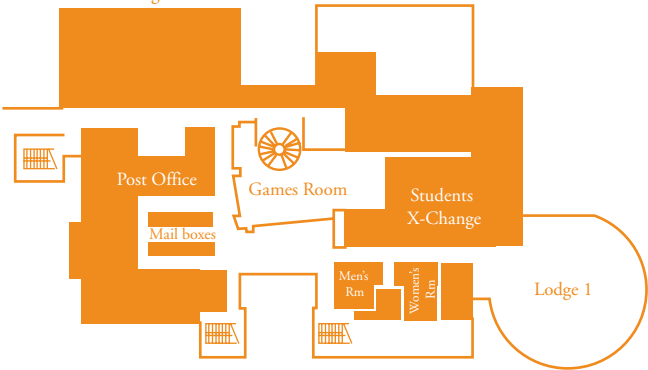 Post Office
Games Room
Students
X-Change
Mail boxes
Men's
Rm
Women's
Rm
Lodge 1